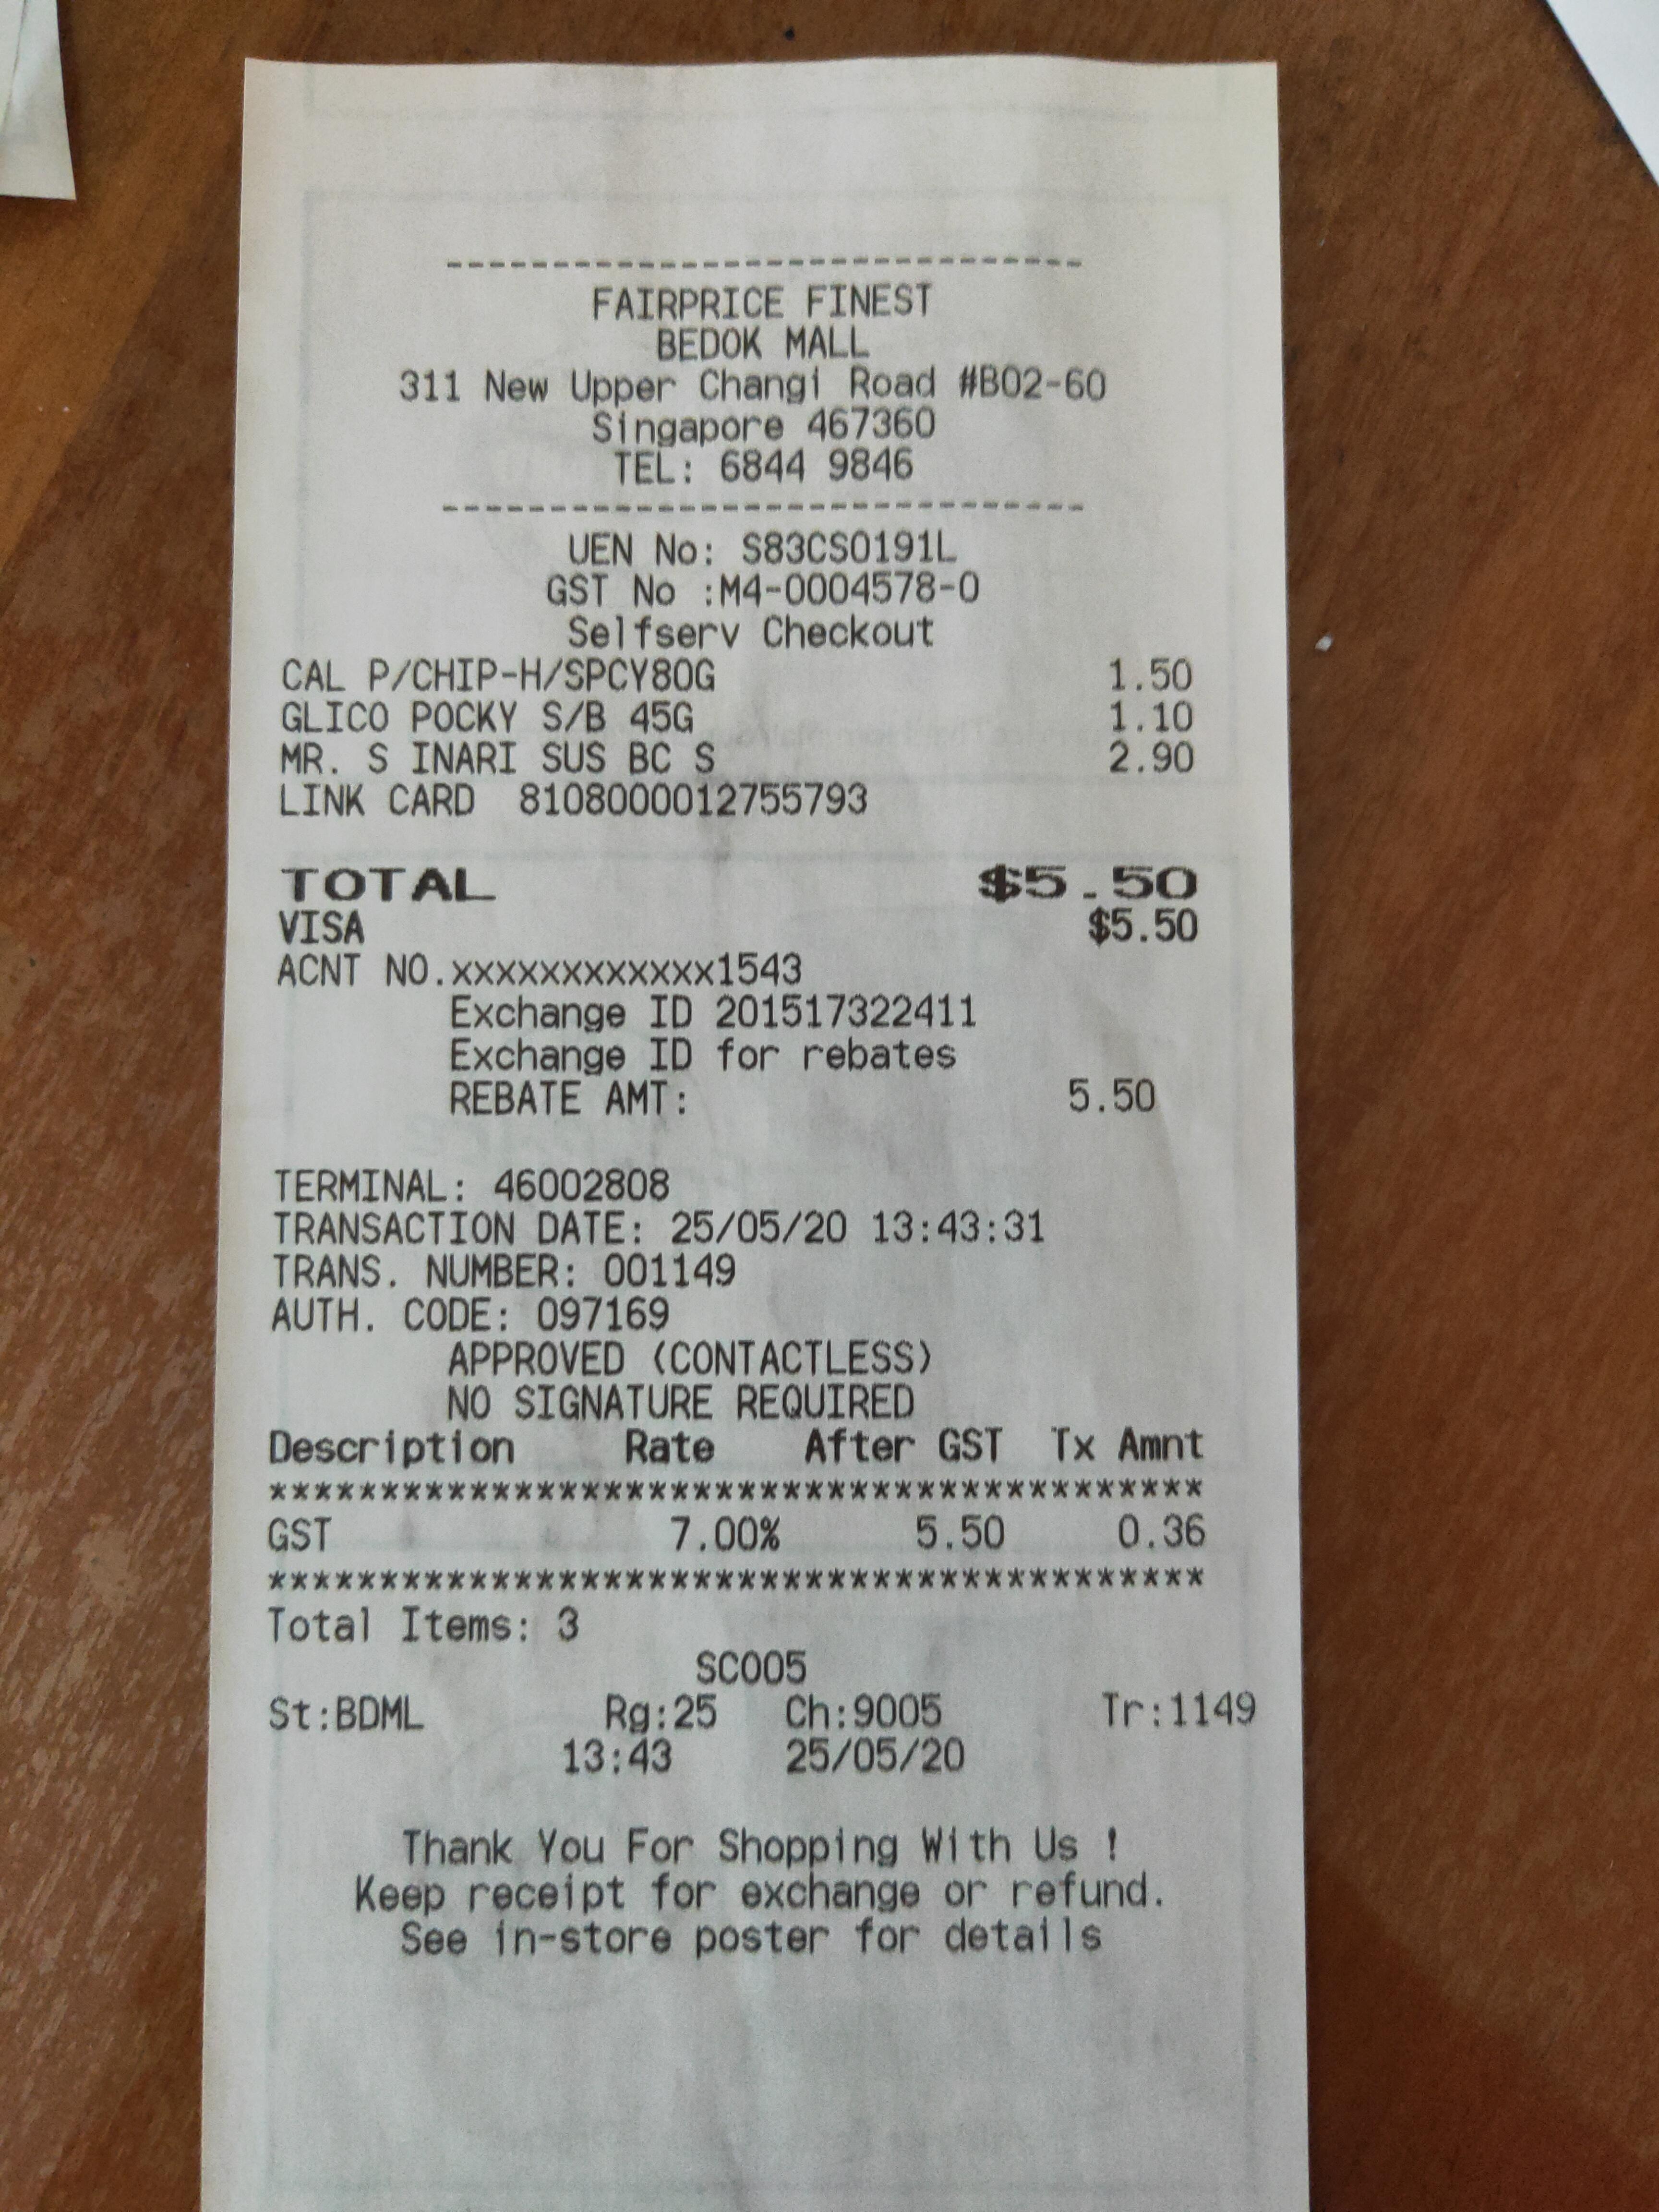 --------------------------------
FAIRPRICE FINEST
BEDOK MALL
311 New Upper Changi Road #B02-60
Singapore 467360
TEL: 6844 9846
--------------------------------
UEN No: S83CS0191L
GST No :M4-0004578-0
Selfserv Checkout
CAL P/CHIP-H/SPCY80G 1.50
GLICO POCKY S/B 45G 1.10
MR. S INARI SUS BC S 2.90
LINK CARD 8108000012755793
TOTAL $5.50
VISA $5.50
ACNT NO.xxxxxxxxxxxx1543
Exchange ID 201517322411
Exchange ID for rebates
REBATE AMT: 5.50
TERMINAL: 46002808
TRANSACTION DATE: 25/05/20 13:43:31
TRANS. NUMBER: 001149
AUTH. CODE: 097169
APPROVED (CONTACTLESS)
NO SIGNATURE REQUIRED
Description Rate After GST Tx Amnt
******************************************
GST 7.00% 5.50 0.36
******************************************
Total Items: 3
SC005
St:BDML Rg:25 Ch:9005 Tr:1149
13:43 25/05/20
Thank You For Shopping With Us !
Keep receipt for exchange or refund.
See in-store poster for details